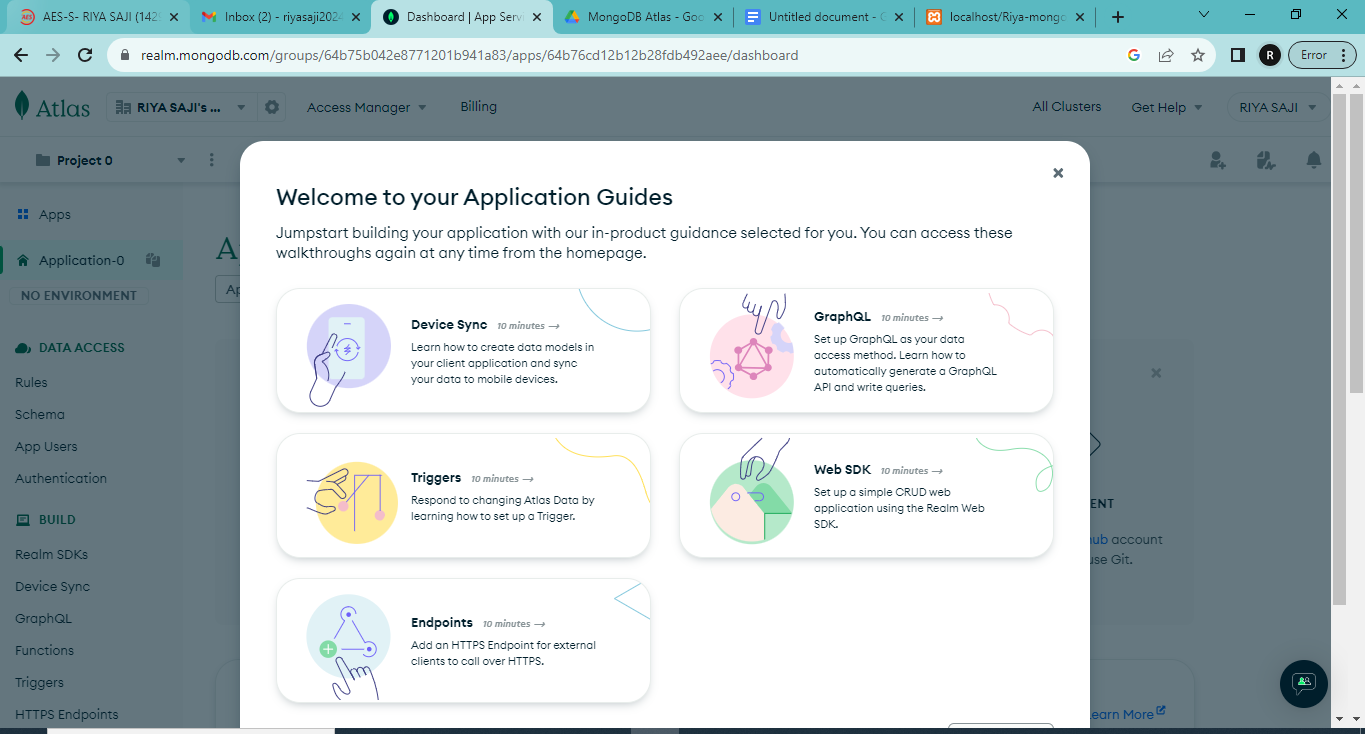 AES-S- RIYA SAJI (142
Inbox (2) - riyasaji2024
Dashboard | App Serv
MongoDB Atlas - Goo
Untitled document - G
localhost/Riya-mongo
realm.mongodb.com/groups/64b75b042e8771201b941a83/apps/64b76cd12b12b28fdb492aee/dashboard
G
R
Error
Atlas
RIYA SAJI's ...
Access Manager
Billing
All Clusters
Get Help
RIYA SAJI
Project 0
Apps
Application-0
NO ENVIRONMENT
DATA ACCESS
Rules
Schema
App Users
Authentication
BUILD
Realm SDKs
Device Sync
GraphQL
Functions
Triggers
HTTPS Endpoints
A
Ap
Welcome to your Application Guides
Jumpstart building your application with our in-product guidance selected for you. You can access these
walkthroughs again at any time from the homepage.
Device Sync 10 minutes →
Learn how to create data models in
your client application and sync
your data to mobile devices.
GraphQL 10 minutes →
Set up GraphQL as your data
access method. Learn how to
automatically generate a GraphQL
API and write queries.
Triggers 10 minutes →
Respond to changing Atlas Data by
learning how to set up a Trigger.
Web SDK 10 minutes →
Set up a simple CRUD web
application using the Realm Web
SDK.
Endpoints 10 minutes →
Add an HTTPS Endpoint for external
clients to call over HTTPS.
ENT
hub account
use Git.
earn More